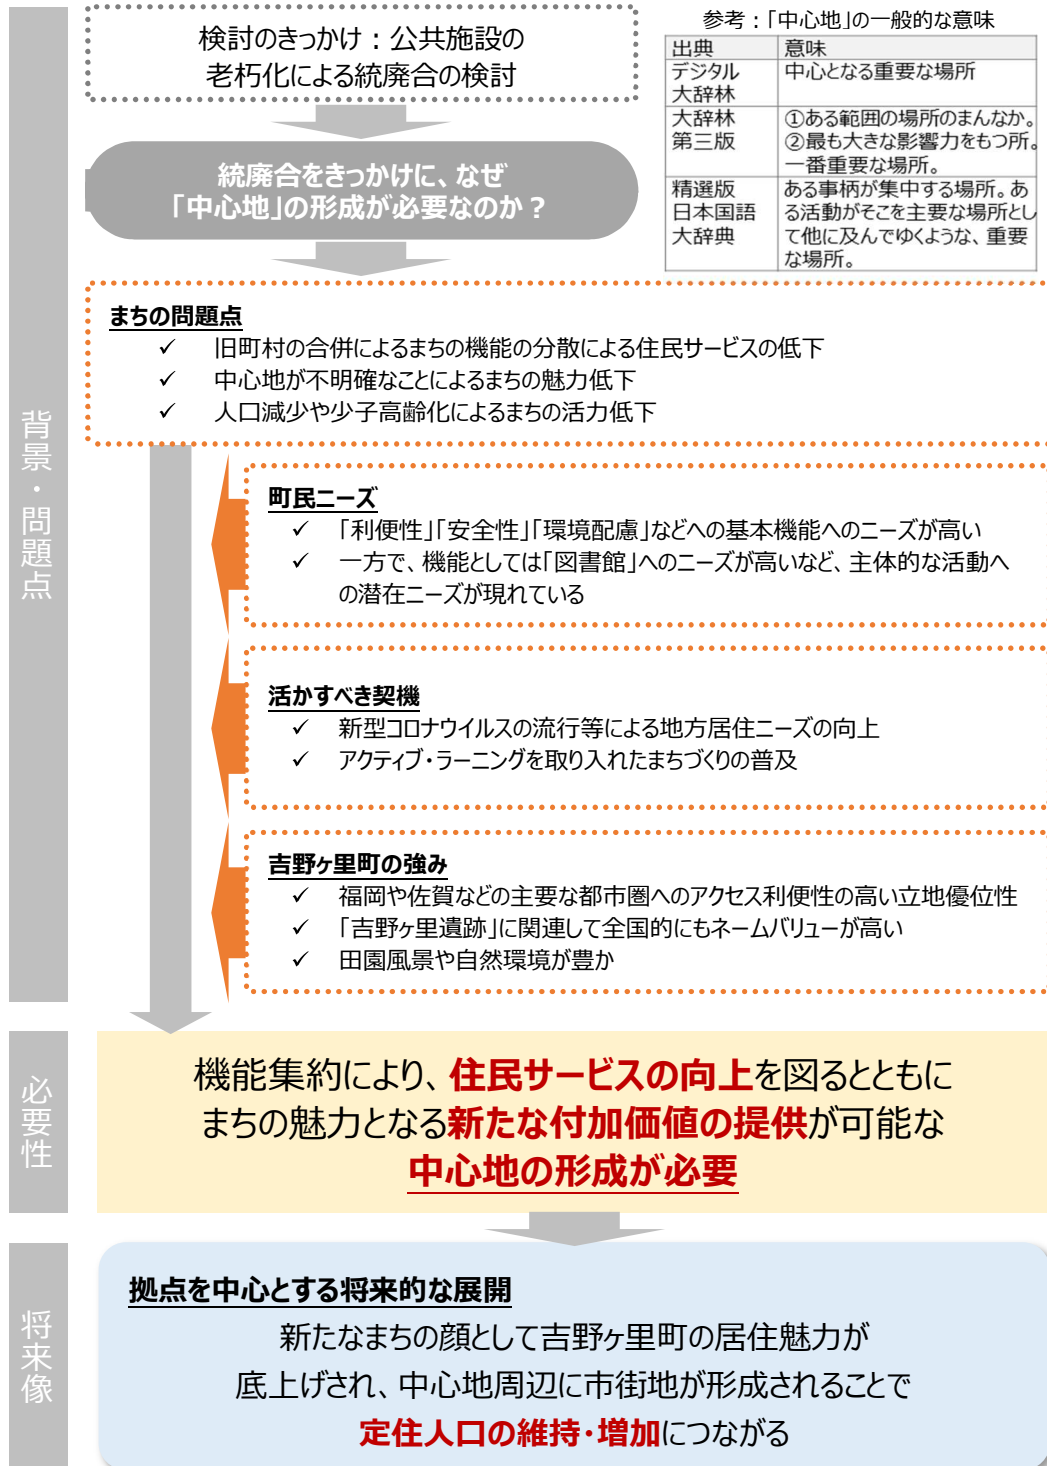 検討のきっかけ：公共施設の
老朽化による統廃合の検討
参考：「中心地」の一般的な意味
出典 意味
デジタル 中心となる重要な場所
大辞林
大辞林 ①ある範囲の場所のまんなか。
第三版 ②最も大きな影響力をもつ所。
一番重要な場所。
精選版 ある事柄が集中する場所。あ
日本国語 る活動がそこを主要な場所とし
大辞典 て他に及んでゆくような、重要
な場所。
統廃合をきっかけに、なぜ
「中心地」の形成が必要なのか？
背景・問題点
まちの問題点
✓ 旧町村の合併によるまちの機能の分散による住民サービスの低下
✓ 中心地が不明確なことによるまちの魅力低下
✓ 人口減少や少子高齢化によるまちの活力低下
町民ニーズ
✓ 「利便性」「安全性」「環境配慮」などへの基本機能へのニーズが高い
✓ 一方で、機能としては「図書館」へのニーズが高いなど、主体的な活動へ
の潜在ニーズが現れている
活かすべき契機
✓ 新型コロナウイルスの流行等による地方居住ニーズの向上
✓ アクティブ・ラーニングを取り入れたまちづくりの普及
吉野ヶ里町の強み
✓ 福岡や佐賀などの主要な都市圏へのアクセス利便性の高い立地優位性
✓ 「吉野ヶ里遺跡」に関連して全国的にもネームバリューが高い
✓ 田園風景や自然環境が豊か
必要性
機能集約により、住民サービスの向上を図るとともに
まちの魅力となる新たな付加価値の提供が可能な
中心地の形成が必要
将来像
拠点を中心とする将来的な展開
新たなまちの顔として吉野ヶ里町の居住魅力が
底上げされ、中心地周辺に市街地が形成されることで
定住人口の維持・増加につながる